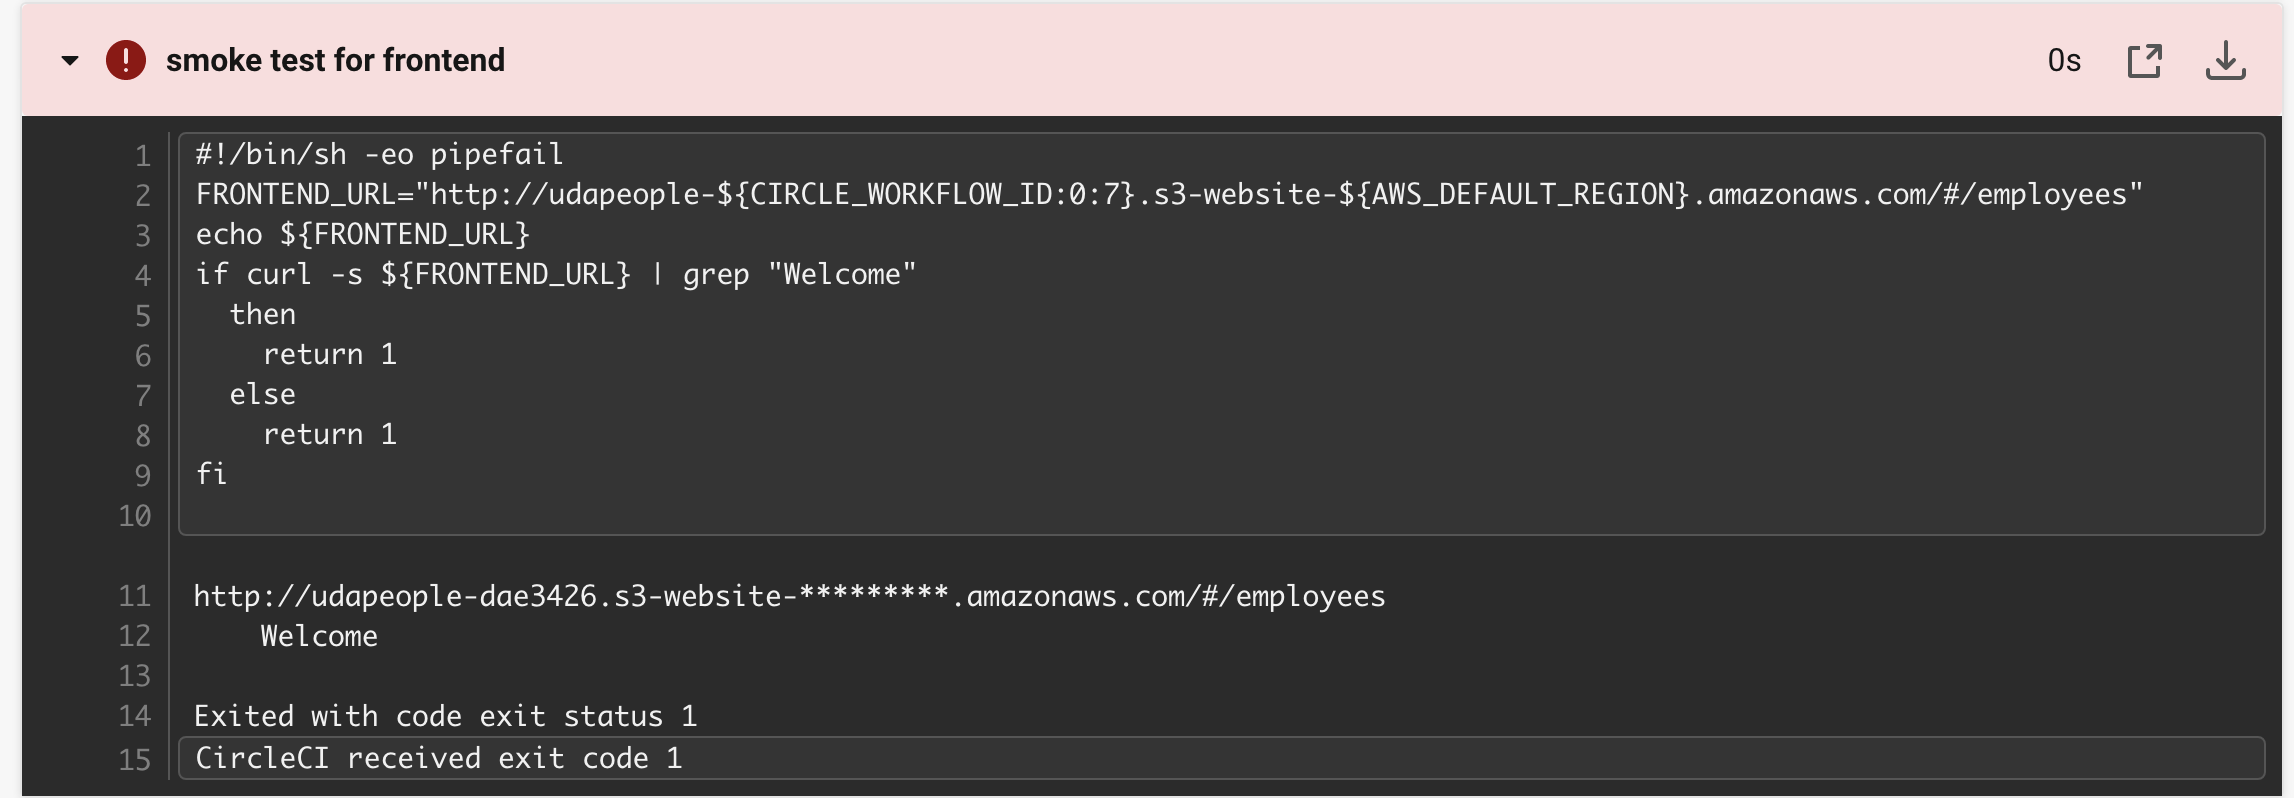 smoke test for frontend 0s
1 #!/bin/sh -eo pipefail
2 FRONTEND_URL="http://udapeople-${CIRCLE_WORKFLOW_ID:0:7}.s3-website-${AWS_DEFAULT_REGION}.amazonaws.com/#/employees"
3 echo ${FRONTEND_URL}
4 if curl -s ${FRONTEND_URL} | grep "Welcome"
5   then
6     return 1
7   else
8     return 1
9 fi
10
11 http://udapeople-dae3426.s3-website-*********.amazonaws.com/#/employees
12     Welcome
13
14 Exited with code exit status 1
15 CircleCI received exit code 1